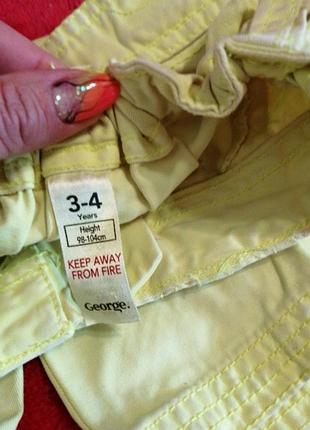 3-4
Years
Height
98-104cm
KEEP AWAY
FROM FIRE
George.